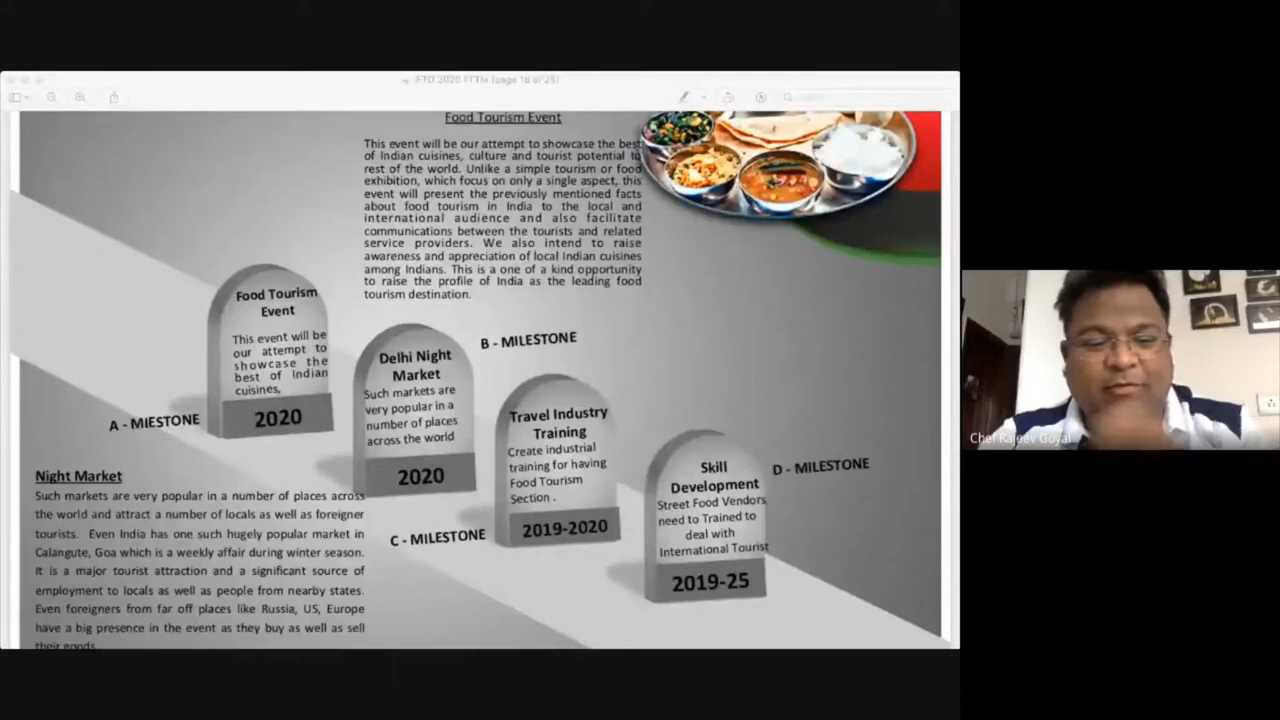 FTO 2020 IITTM (page 18 of 25)
Food Tourism Event
This event will be our attempt to showcase the best
of Indian cuisines, culture and tourist potential to
rest of the world. Unlike a simple tourism or food
exhibition, which focus on only a single aspect, this
event will present the previously mentioned facts
about food tourism in India to the local and
international audience and also facilitate
communications between the tourists and related
service providers. We also intend to raise
awareness and appreciation of local Indian cuisines
among Indians. This is a one of a kind opportunity
to raise the profile of India as the leading food
tourism destination.
Food Tourism
Event
This event will be
our attempt to
showcase the
best of Indian
cuisines,
2020
A - MIESTONE
Delhi Night
Market
Such markets are
very popular in a
number of places
across the world
2020
B - MILESTONE
Travel Industry
Training
Create industrial
training for having
Food Tourism
Section .
2019-2020
C - MILESTONE
Skill
Development
Street Food Vendors
need to Trained to
deal with
International Tourist
2019-25
D - MILESTONE
Night Market
Such markets are very popular in a number of places across
the world and attract a number of locals as well as foreigner
tourists. Even India has one such hugely popular market in
Calangute, Goa which is a weekly affair during winter season.
It is a major tourist attraction and a significant source of
employment to locals as well as people from nearby states.
Even foreigners from far off places like Russia, US, Europe
have a big presence in the event as they buy as well as sell
their goods.
Chef Rajeev Goyal